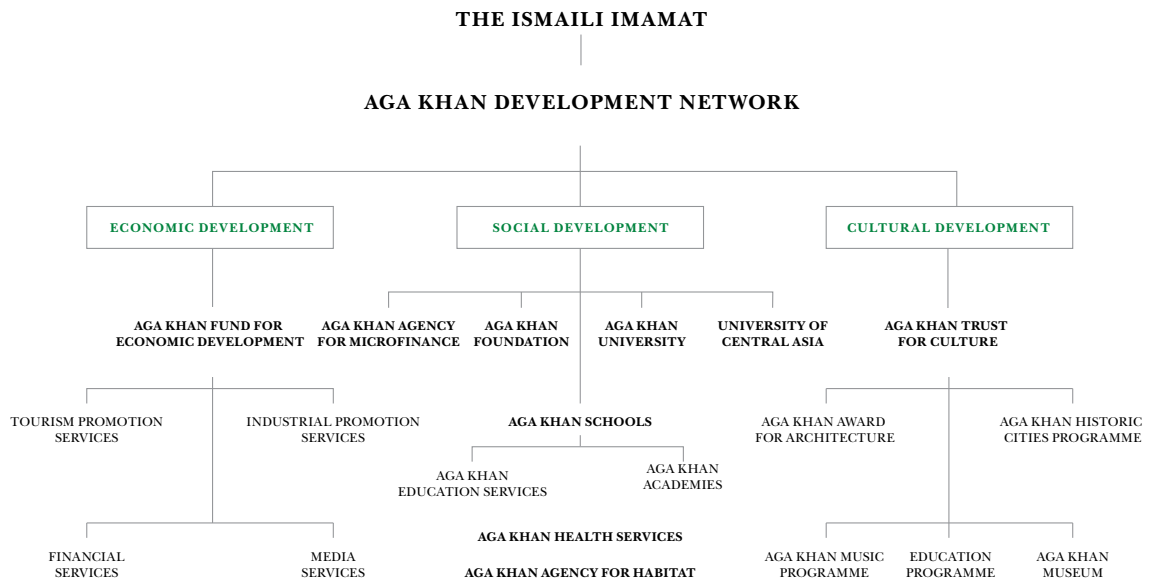 THE ISMAILI IMAMAT
AGA KHAN DEVELOPMENT NETWORK
ECONOMIC DEVELOPMENT
SOCIAL DEVELOPMENT
CULTURAL DEVELOPMENT
AGA KHAN FUND FOR
ECONOMIC DEVELOPMENT
AGA KHAN AGENCY
FOR MICROFINANCE
AGA KHAN
FOUNDATION
AGA KHAN
UNIVERSITY
UNIVERSITY OF
CENTRAL ASIA
AGA KHAN TRUST
FOR CULTURE
TOURISM PROMOTION
SERVICES
INDUSTRIAL PROMOTION
SERVICES
AGA KHAN SCHOOLS
AGA KHAN AWARD
FOR ARCHITECTURE
AGA KHAN HISTORIC
CITIES PROGRAMME
AGA KHAN
EDUCATION SERVICES
AGA KHAN
ACADEMIES
AGA KHAN HEALTH SERVICES
FINANCIAL
SERVICES
MEDIA
SERVICES
AGA KHAN AGENCY FOR HABITAT
AGA KHAN MUSIC
PROGRAMME
EDUCATION
PROGRAMME
AGA KHAN
MUSEUM